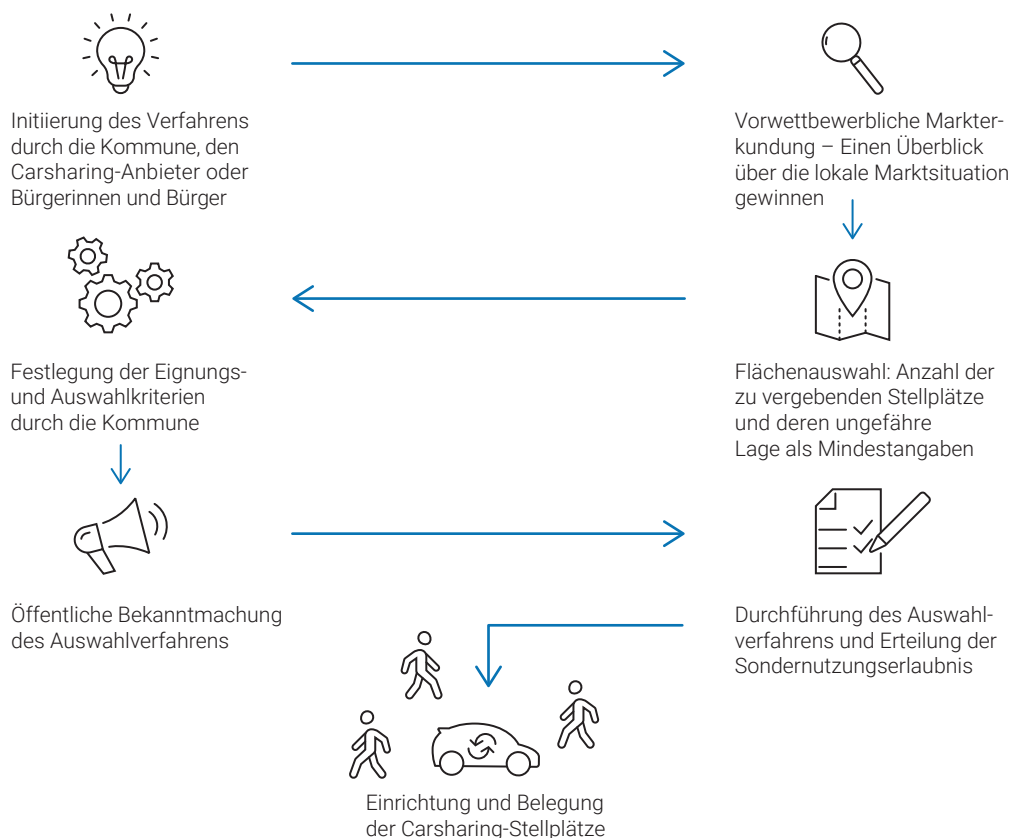 Initiierung des Verfahrens
durch die Kommune, den
Carsharing-Anbieter oder
Bürgerinnen und Bürger
Vorwettbewerbliche Markter-
kundung – Einen Überblick
über die lokale Marktsituation
gewinnen
Flächenauswahl: Anzahl der
zu vergebenden Stellplätze
und deren ungefähre
Lage als Mindestangaben
Festlegung der Eignungs-
und Auswahlkriterien
durch die Kommune
Öffentliche Bekanntmachung
des Auswahlverfahrens
Durchführung des Auswahl-
verfahrens und Erteilung der
Sondernutzungserlaubnis
Einrichtung und Belegung
der Carsharing-Stellplätze